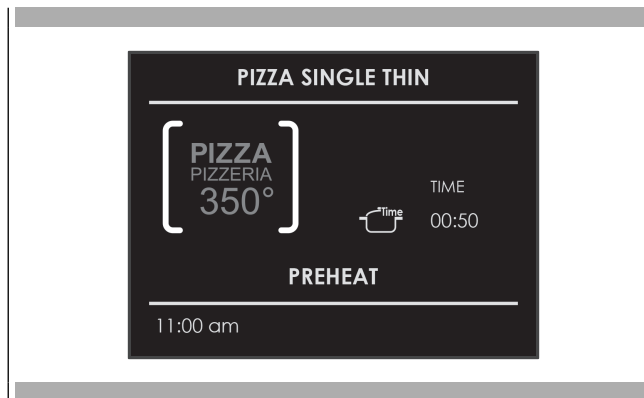 PIZZA SINGLE THIN
PIZZA
PIZZERIA
350°
TIME
Time
00:50
PREHEAT
11:00 am